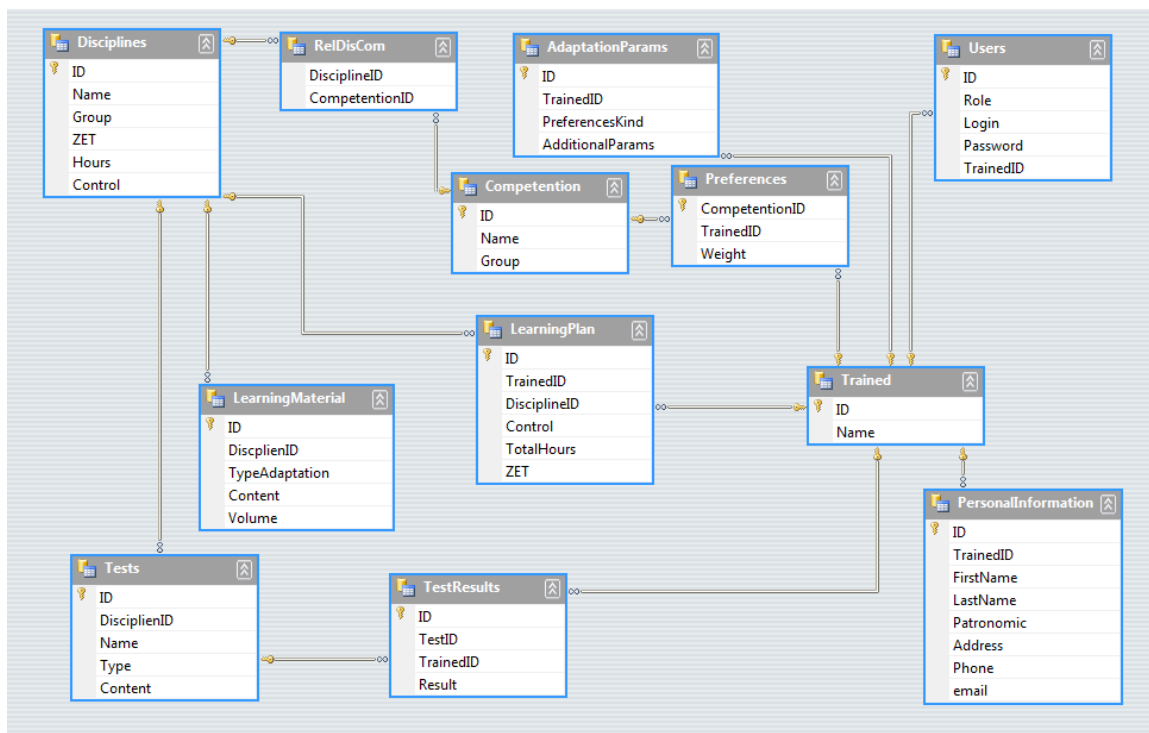 Disciplines
ID
Name
Group
ZET
Hours
Control
RelDisCom
DisciplineID
CompetentionID
AdaptationParams
ID
TrainedID
PreferencesKind
AdditionalParams
Users
ID
Role
Login
Password
TrainedID
Competention
ID
Name
Group
Preferences
CompetentionID
TrainedID
Weight
LearningPlan
ID
TrainedID
DisciplineID
Control
TotalHours
ZET
Trained
ID
Name
LearningMaterial
ID
DiscplienID
TypeAdaptation
Content
Volume
PersonalInformation
ID
TrainedID
FirstName
LastName
Patronomic
Address
Phone
email
Tests
ID
DisciplienID
Name
Type
Content
TestResults
ID
TestID
TrainedID
Result